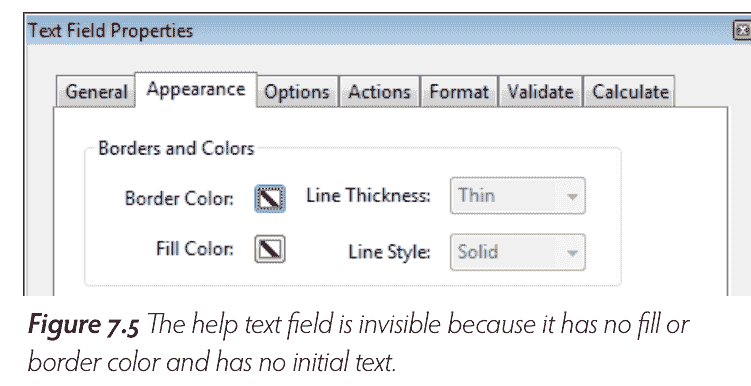 Text Field Properties
General Appearance Options Actions Format Validate Calculate
Borders and Colors
Border Color: Line Thickness: Thin
Fill Color: Line Style: Solid
Figure 7.5 The help text field is invisible because it has no fill or
border color and has no initial text.